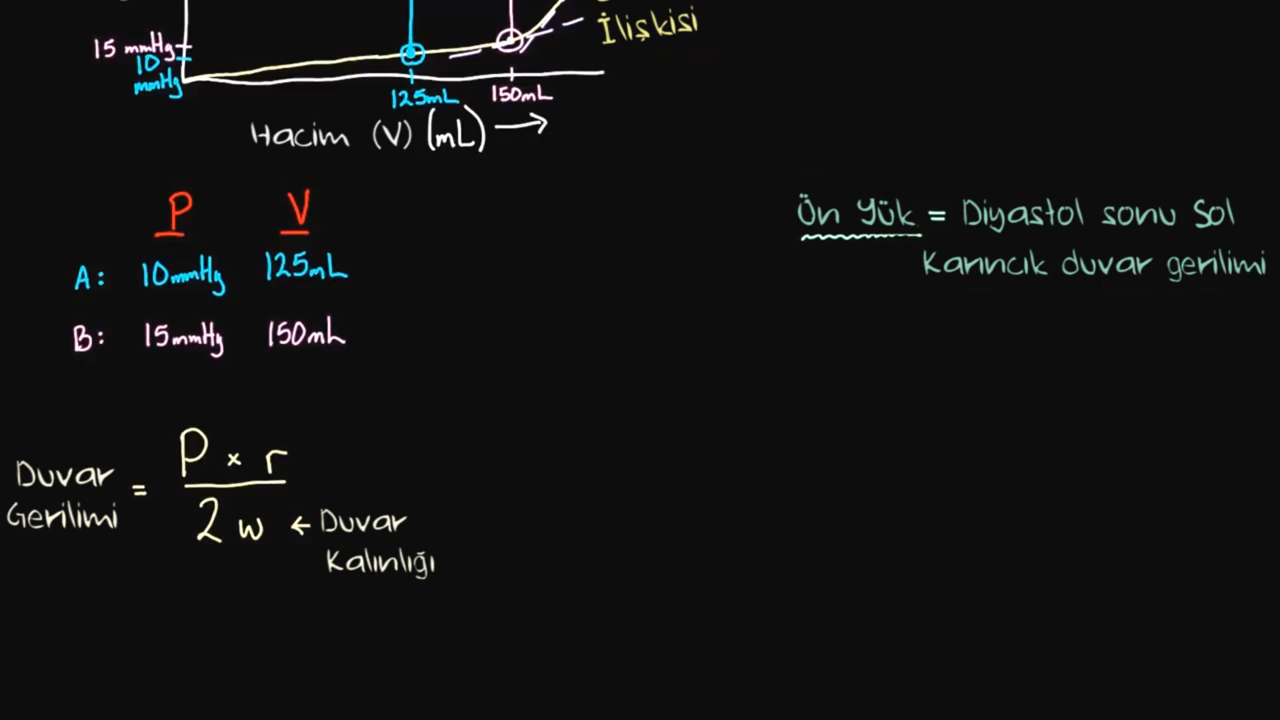 İlişkisi
15 mmHg
10
mmHg
125mL 150mL
Hacim (V) (mL) →
P V
A: 10mmHg 125mL
B: 15mmHg 150mL
Ön Yük = Diyastol sonu Sol
Karıncık duvar gerilimi
Duvar
Gerilimi
=
P × r
2 w ← Duvar
Kalınlığı